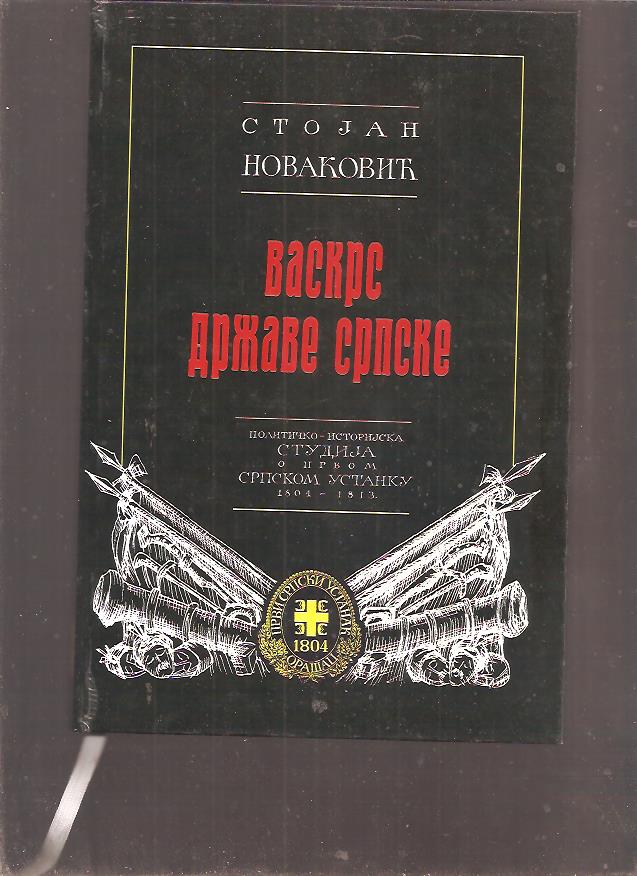 СТОЈАН
НОВАКОВИЋ
ВАСКРС
ДРЖАВЕ СРПСКЕ
ПОЛИТИЧКО-ИСТОРИЈСКА
СТУДИЈА
О ПРВОМ
СРПСКОМ УСТАНКУ
1804 - 1813.
ПРВИ СРПСКИ УСТАНАК
1804
ОРАШАЦ